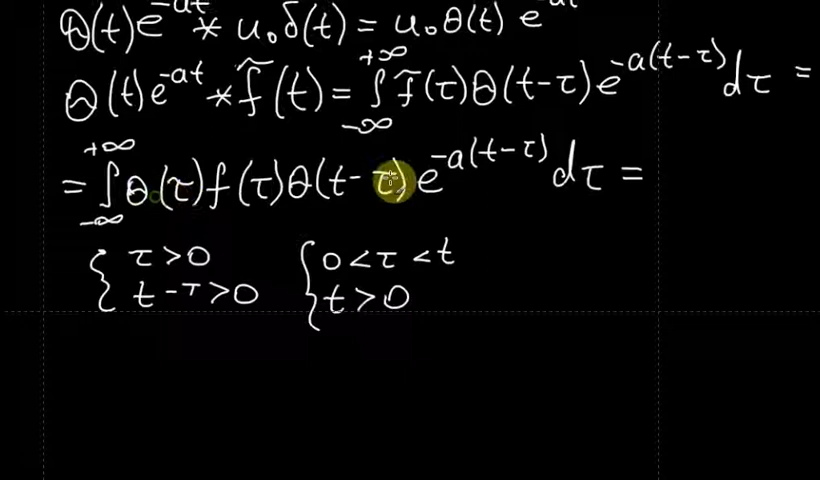 θ(t)e^{-at} * u₀δ(t) = u₀θ(t) e^{-at}
θ(t)e^{-at} * f̃(t) = ∫_{-∞}^{+∞} f̃(τ)θ(t-τ)e^{-a(t-τ)}dτ =
= ∫_{-∞}^{+∞} θ(τ)f(τ)θ(t-τ)e^{-a(t-τ)}dτ =
{ τ>0 { 0<τ<t
t-τ>0 t>0